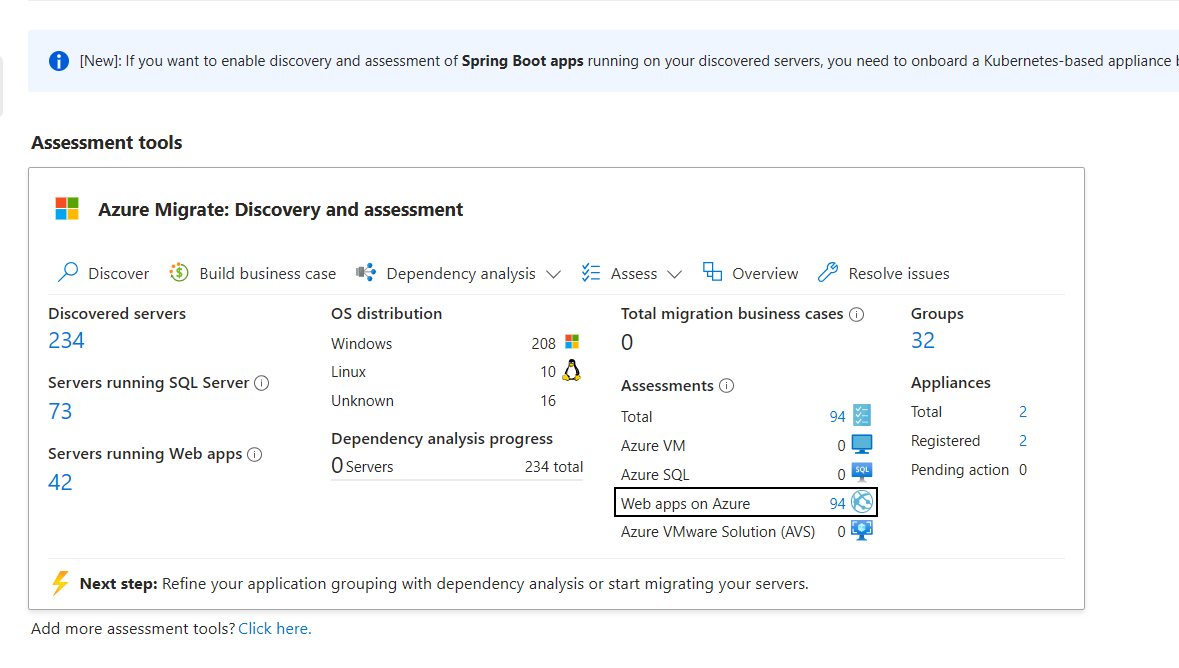 [New]: If you want to enable discovery and assessment of Spring Boot apps running on your discovered servers, you need to onboard a Kubernetes-based appliance
Assessment tools
Azure Migrate: Discovery and assessment
Discover Build business case Dependency analysis Assess Overview Resolve issues
Discovered servers
234
Servers running SQL Server
73
Servers running Web apps
42
OS distribution
Windows 208
Linux 10
Unknown 16
Dependency analysis progress
0 Servers 234 total
Total migration business cases
0
Assessments
Total 94
Azure VM 0
Azure SQL 0
SQL
Web apps on Azure 94
Azure VMware Solution (AVS) 0
Groups
32
Appliances
Total 2
Registered 2
Pending action 0
Next step: Refine your application grouping with dependency analysis or start migrating your servers.
Add more assessment tools? Click here.